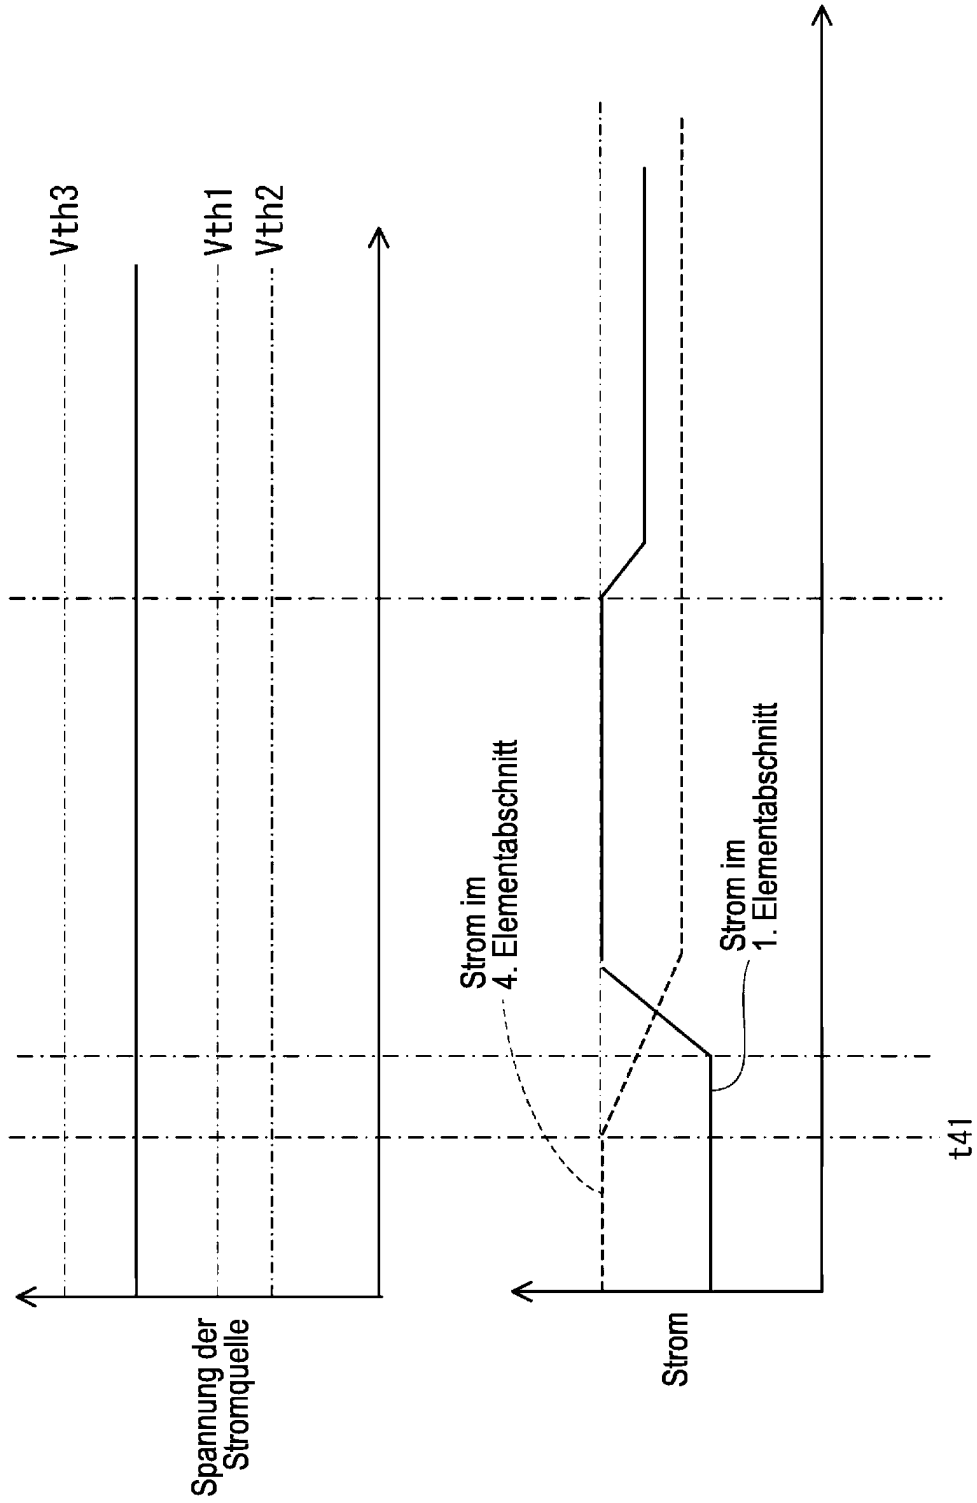 Vth3
Vth1
Vth2
Spannung der
Stromquelle
Strom im
4. Elementabschnitt
Strom im
1. Elementabschnitt
Strom
t41